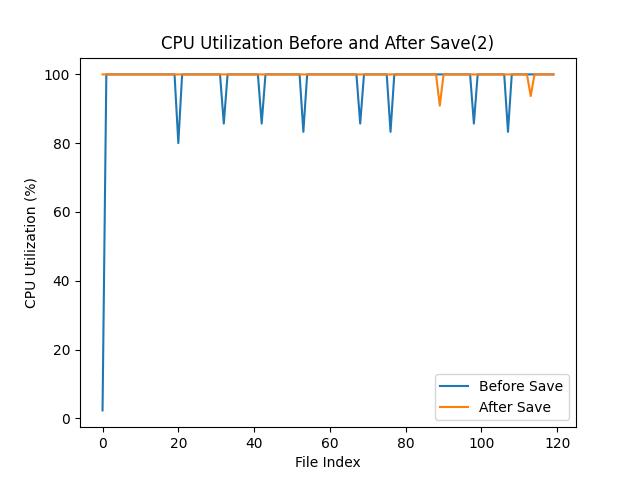 CPU Utilization Before and After Save(2)
100
80
60
40
20
0
CPU Utilization (%)
Before Save
After Save
0 20 40 60 80 100 120
File Index